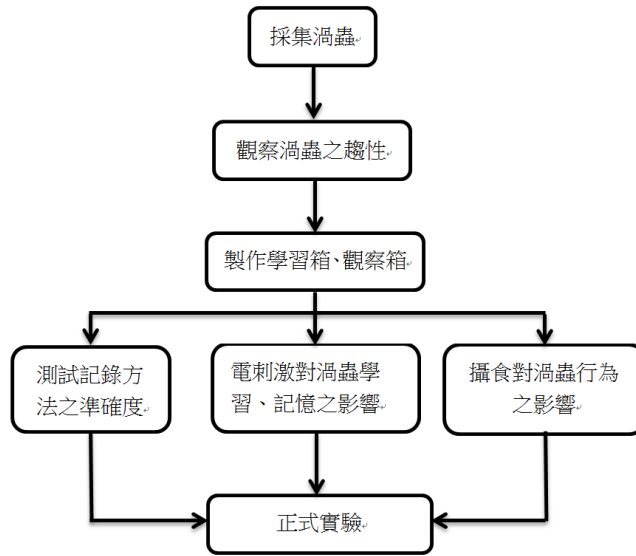 採集渦蟲
觀察渦蟲之趨性
製作學習箱、觀察箱
測試記錄方
法之準確度
電刺激對渦蟲學
習、記憶之影響
攝食對渦蟲行為
之影響
正式實驗